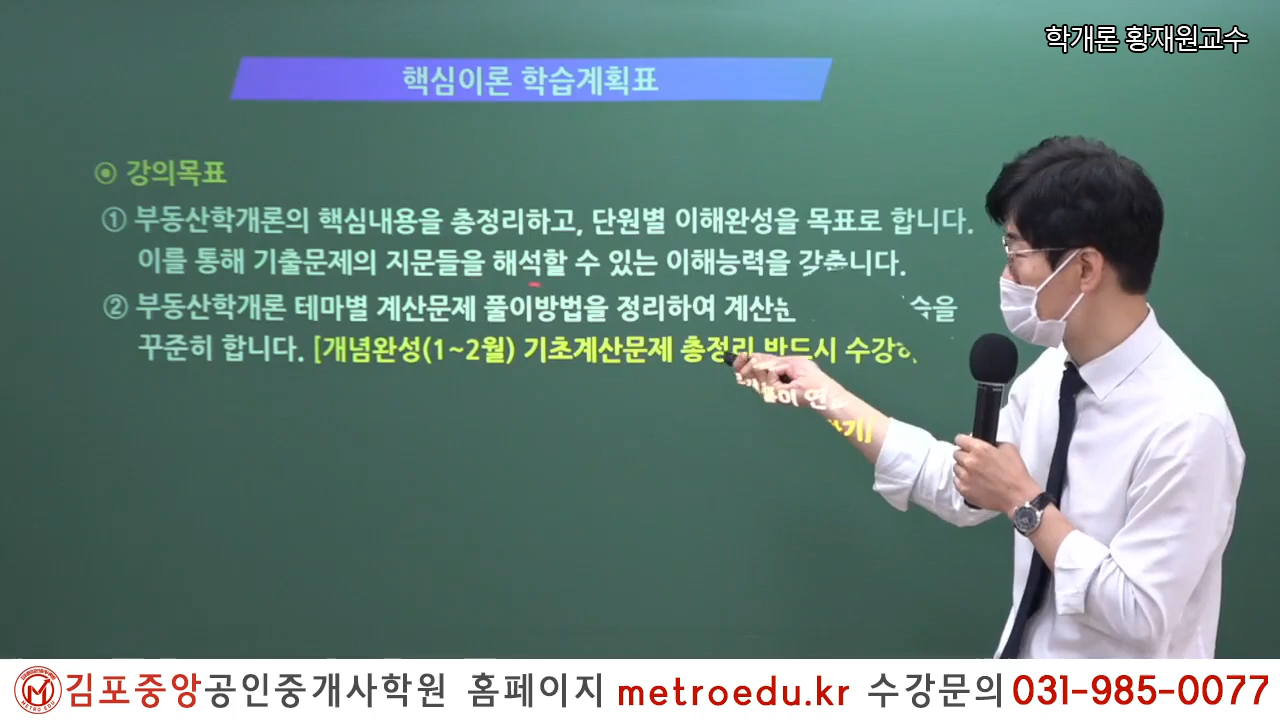 학개론 황재원교수
핵심이론 학습계획표
⦿ 강의목표
① 부동산학개론의 핵심내용을 총정리하고, 단원별 이해완성을 목표로 합니다.
이를 통해 기출문제의 지문들을 해석할 수 있는 이해능력을 갖춥니다.
② 부동산학개론 테마별 계산문제 풀이방법을 정리하여
꾸준히 합니다. [개념완성(1~2월) 기초계산문제 총정리 반드시
METRO EDU
김포중앙공인중개사학원 홈페이지 metroedu.kr 수강문의 031-985-0077